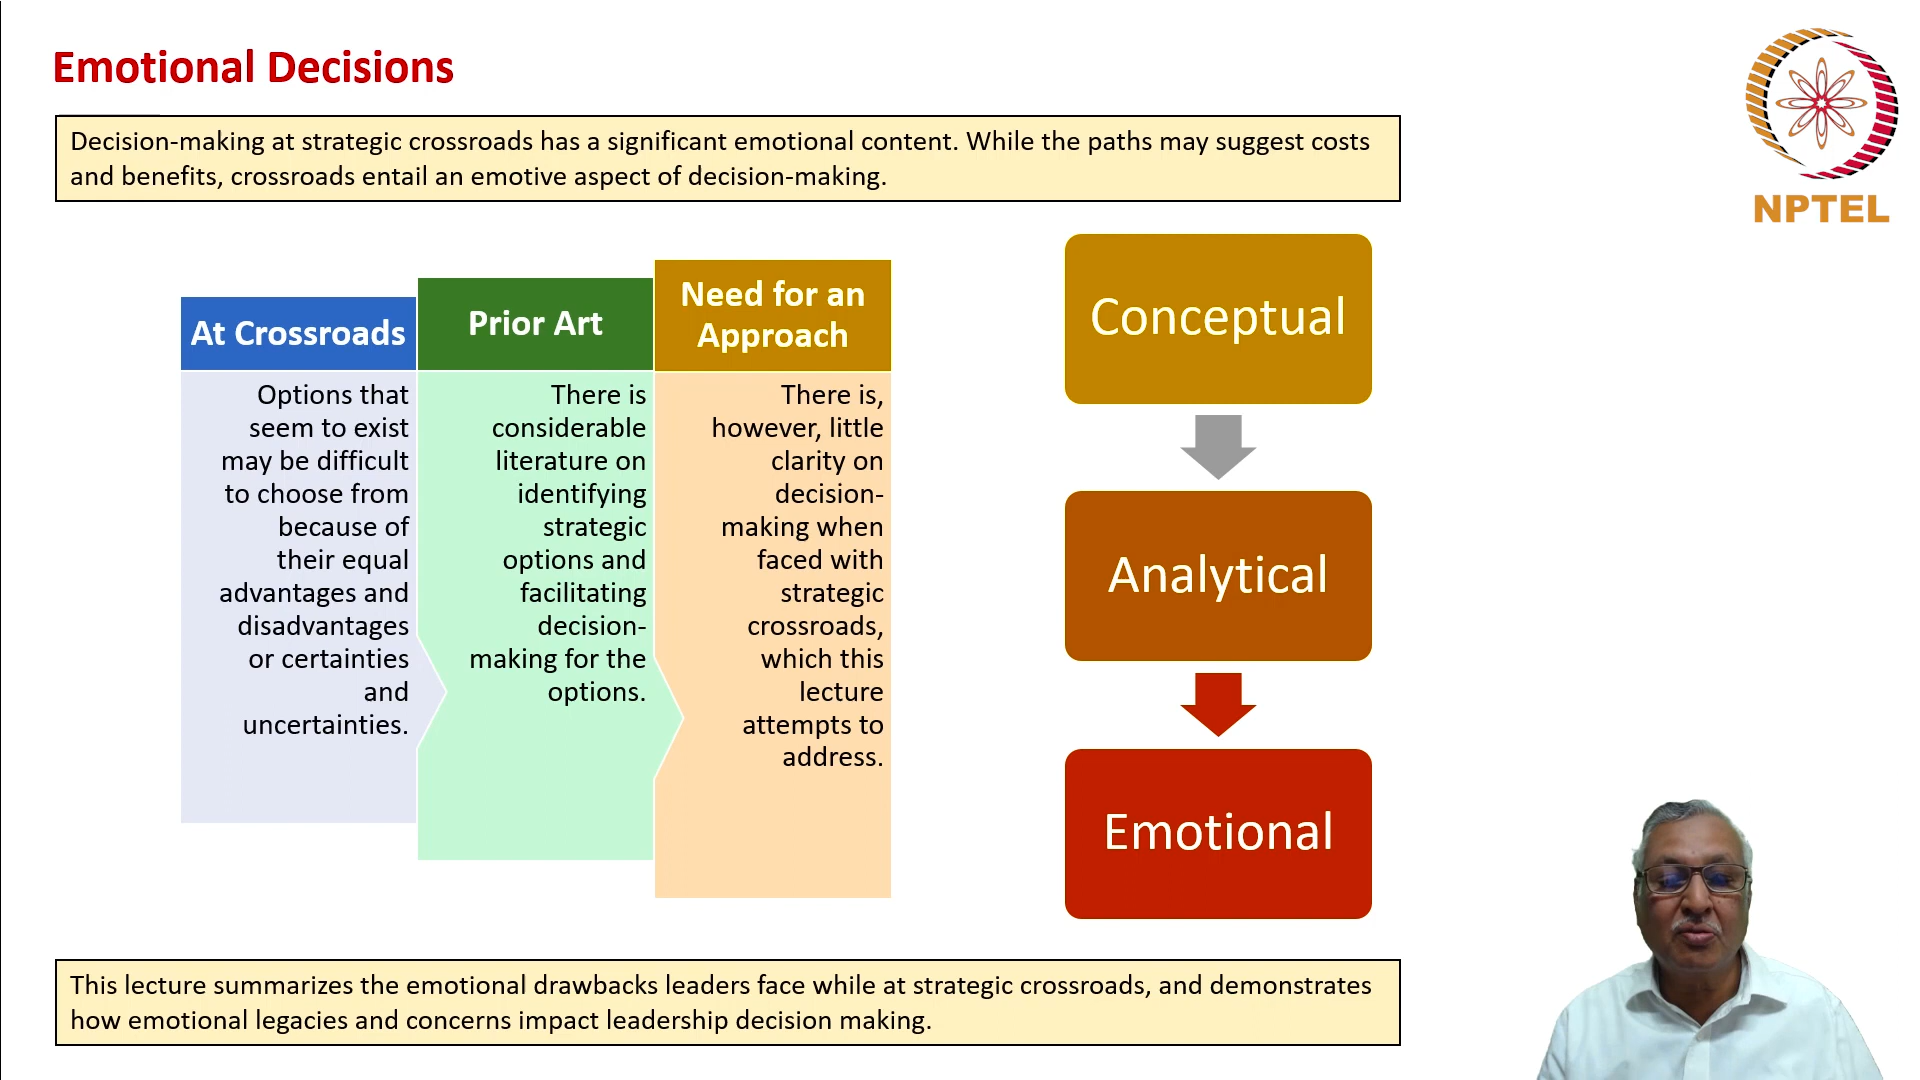 Emotional Decisions
Decision-making at strategic crossroads has a significant emotional content. While the paths may suggest costs
and benefits, crossroads entail an emotive aspect of decision-making.
NPTEL
At Crossroads
Options that
seem to exist
may be difficult
to choose from
because of
their equal
advantages and
disadvantages
or certainties
and
uncertainties.
Prior Art
There is
considerable
literature on
identifying
strategic
options and
facilitating
decision-
making for the
options.
Need for an
Approach
There is,
however, little
clarity on
decision-
making when
faced with
strategic
crossroads,
which this
lecture
attempts to
address.
Conceptual
Analytical
Emotional
This lecture summarizes the emotional drawbacks leaders face while at strategic crossroads, and demonstrates
how emotional legacies and concerns impact leadership decision making.